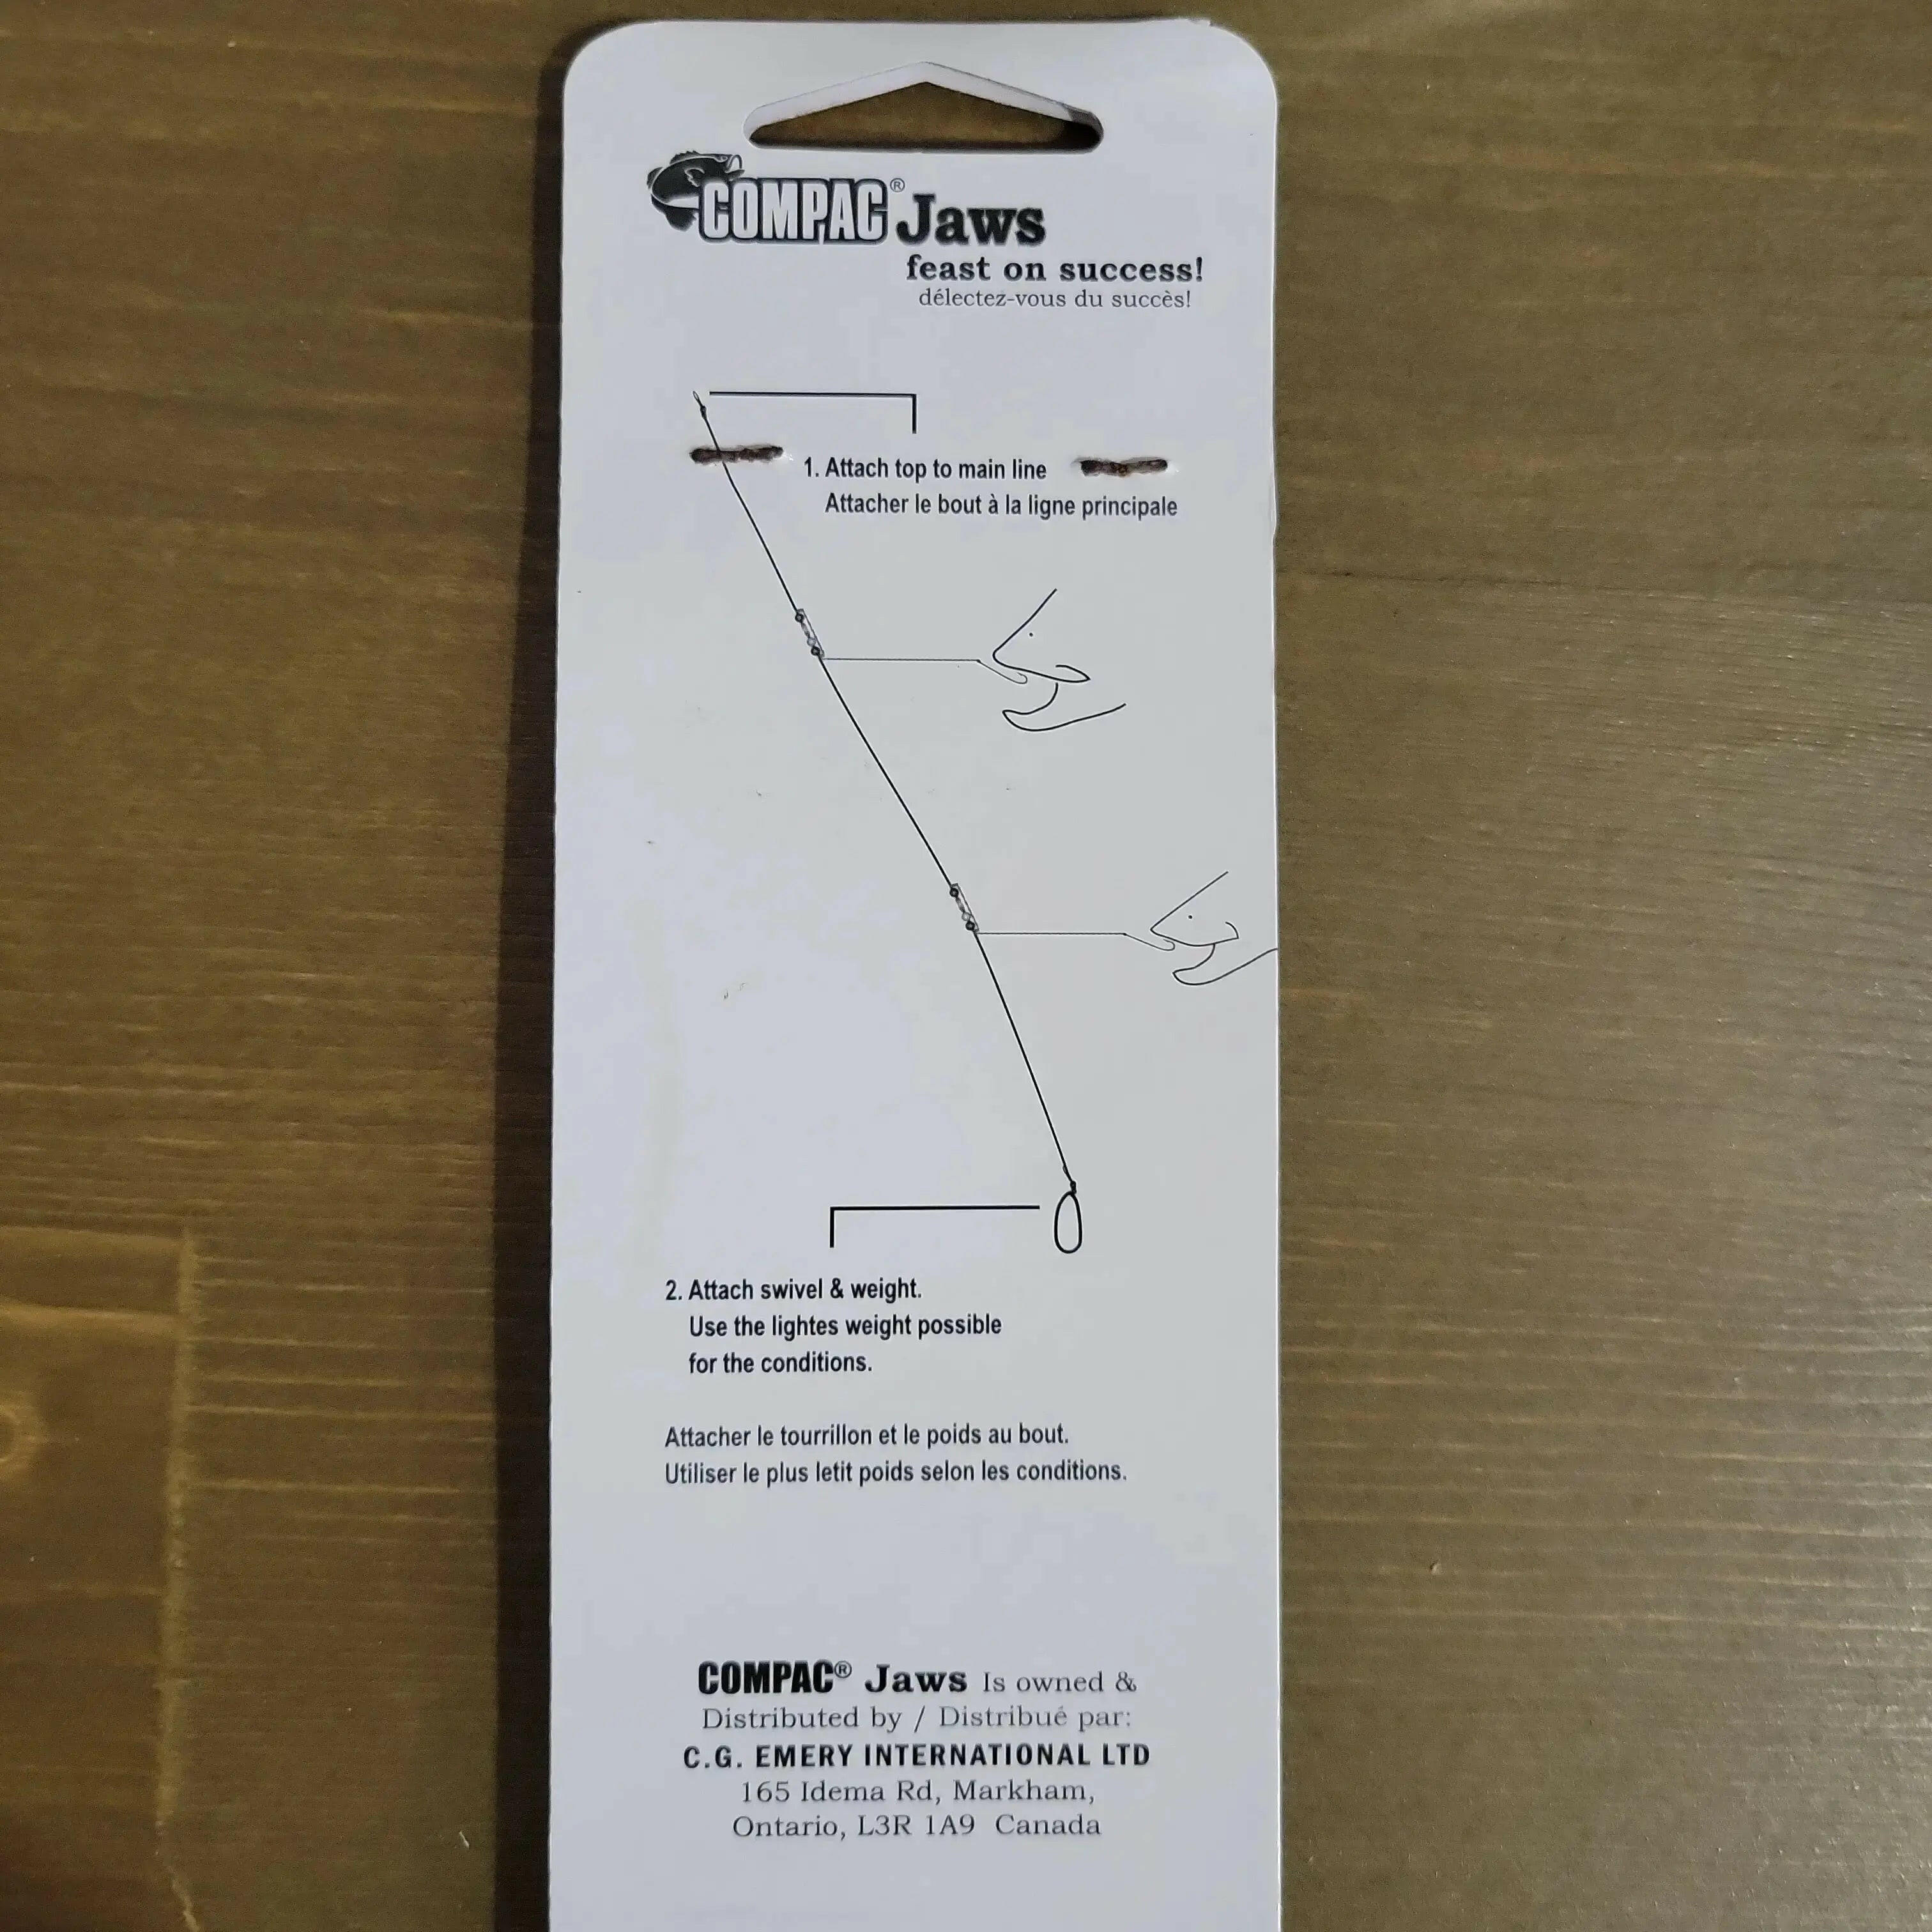 COMPAC® Jaws
feast on success!
délectez-vous du succès!
1. Attach top to main line
Attacher le bout à la ligne principale
2. Attach swivel & weight.
Use the lightes weight possible
for the conditions.
Attacher le tourrillon et le poids au bout.
Utiliser le plus letit poids selon les conditions.
COMPAC® Jaws Is owned &
Distributed by / Distribué par:
C.G. EMERY INTERNATIONAL LTD
165 Idema Rd, Markham,
Ontario, L3R 1A9 Canada